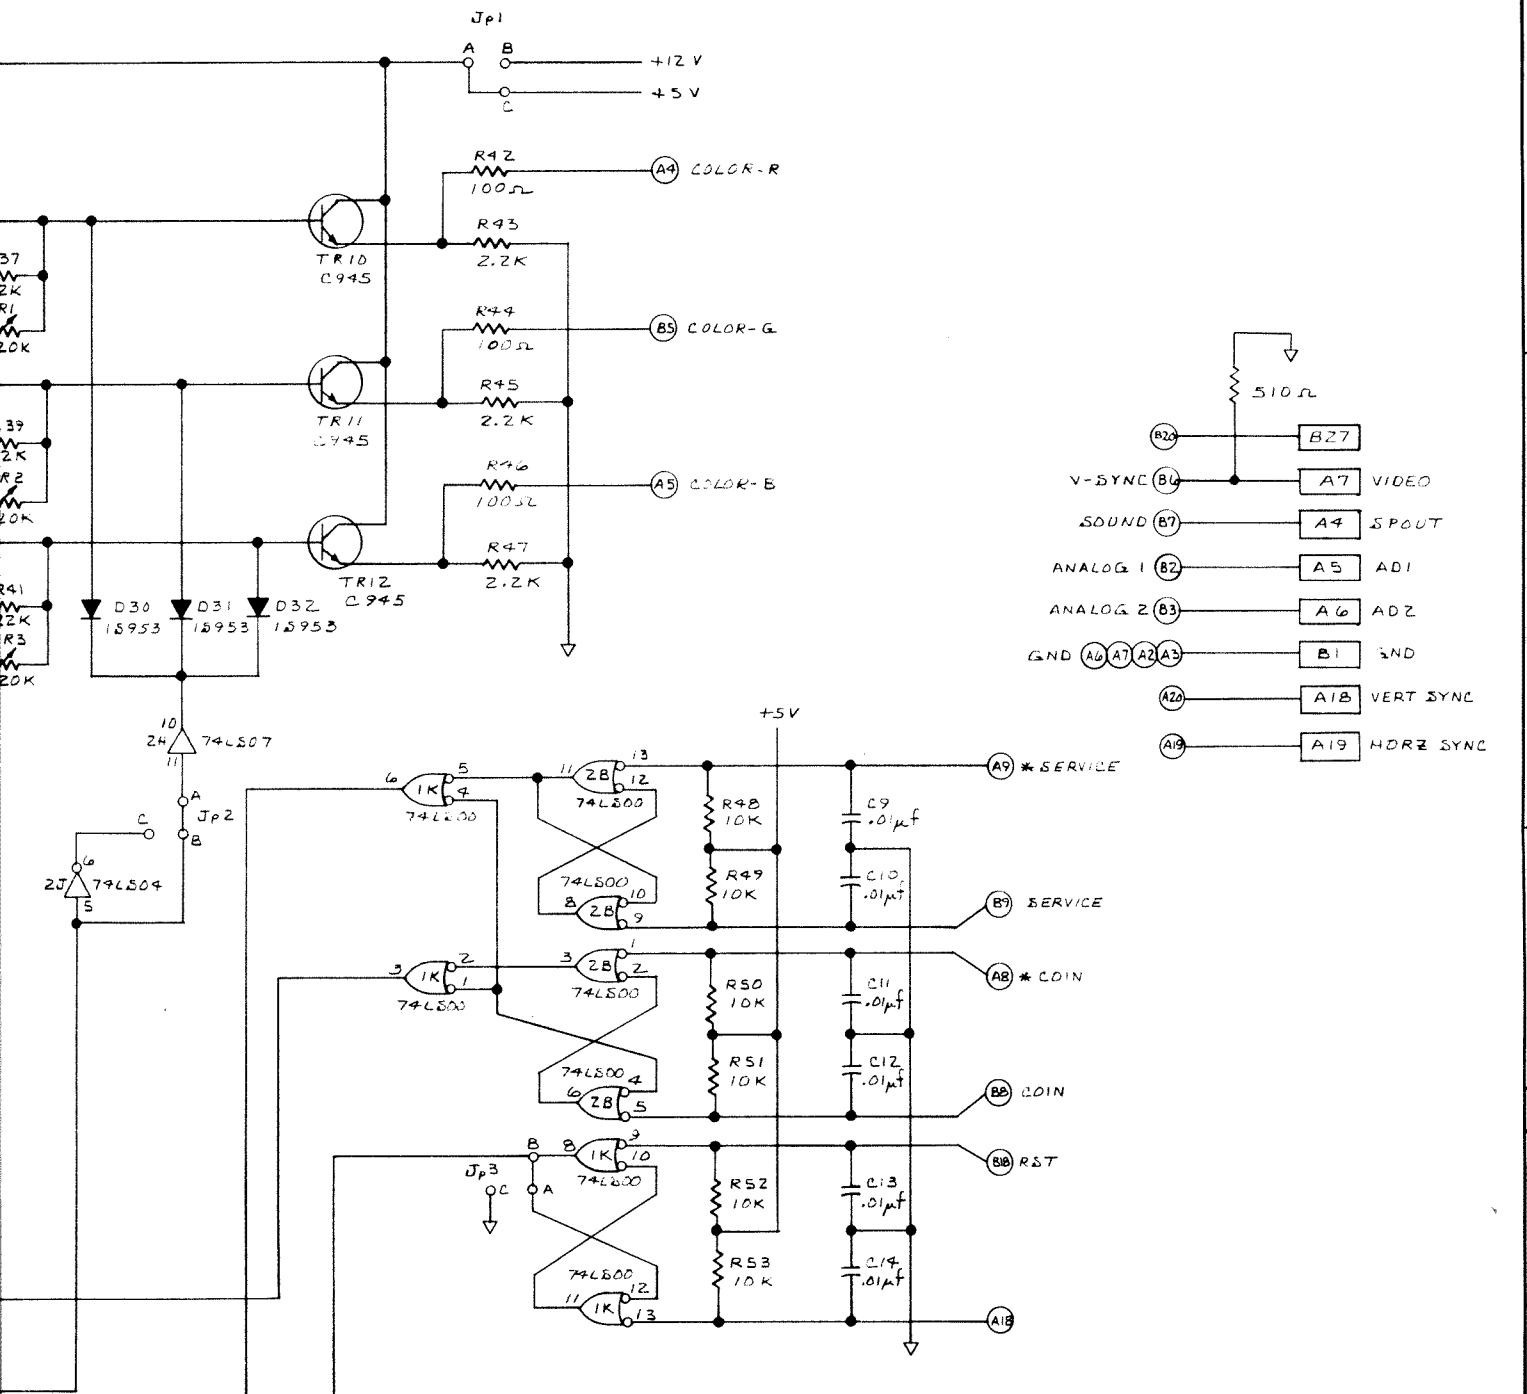 Jp1
A B
+12 V
+5 V
C
R42
100Ω
A4 COLOR-R
R43
2.2K
TR10
C945
37
2K
R1
20K
R44
100Ω
B5 COLOR-G
R45
2.2K
TR11
C945
39
2K
R2
20K
R46
100Ω
A5 COLOR-B
R47
2.2K
TR12
C945
R41
22K
R3
20K
D30
1S953
D31
1S953
D32
1S953
510Ω
B20 B27
V-SYNC B6 A7 VIDEO
SOUND B7 A4 SPOUT
ANALOG 1 B2 A5 AD1
ANALOG 2 B3 A6 AD2
GND A6 A7 A2 A3 B1 GND
A20 A18 VERT SYNC
A19 A19 HORZ SYNC
10
2H 74LS07
11
A
C Jp2
B
6
2J 74LS04
5
+5V
6 1K 5
4
74LS00
11 2B 13
12
74LS00
R48
10K
C9
.01µf
A9 * SERVICE
74LS00
8 2B 10
9
R49
10K
C10
.01µf
B9 SERVICE
3 1K 2
1
74LS00
3 2B 1
2
74LS00
R50
10K
C11
.01µf
A8 * COIN
74LS00
6 2B 4
5
R51
10K
C12
.01µf
B8 COIN
B 8 1K 9
10
74LS00
Jp3
C A
R52
10K
C13
.01µf
B18 RST
74LS00
11 1K 12
13
R53
10K
C14
.01µf
A18